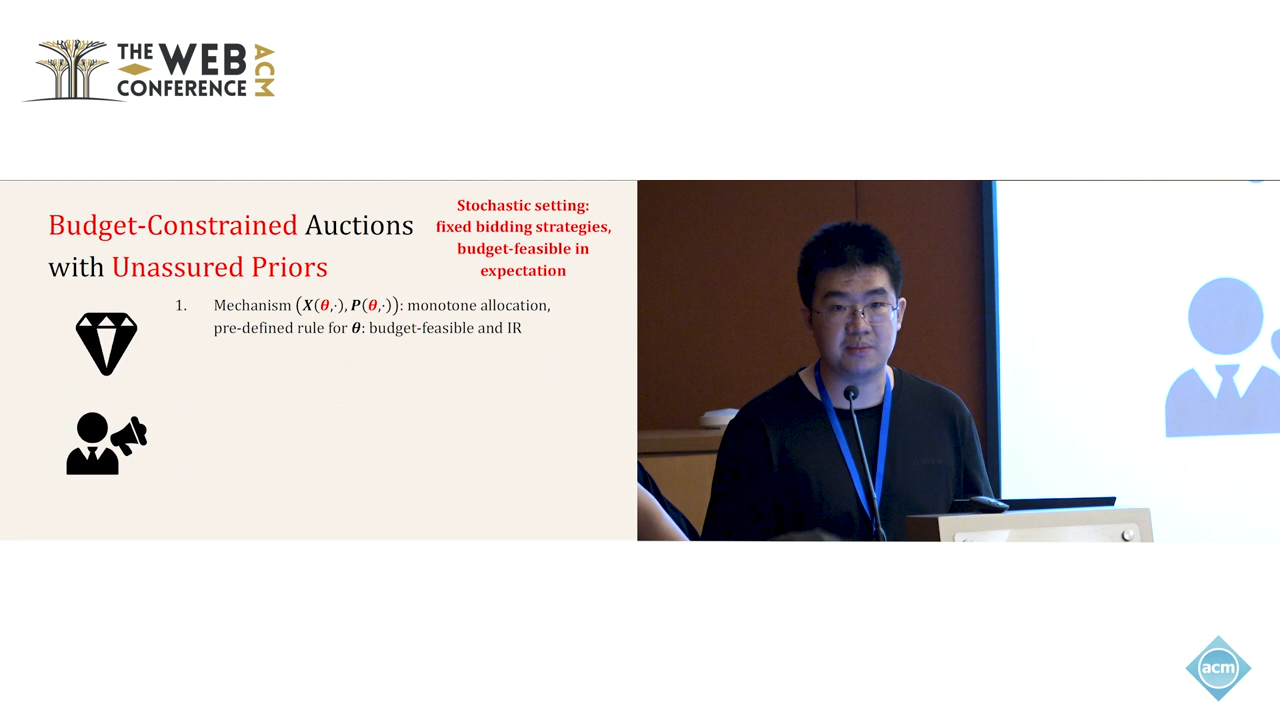 THE WEB
CONFERENCE
ACM
Budget-Constrained Auctions
with Unassured Priors
Stochastic setting:
fixed bidding strategies,
budget-feasible in
expectation
1. Mechanism (X(θ,·), P(θ,·)): monotone allocation,
pre-defined rule for θ: budget-feasible and IR
acm